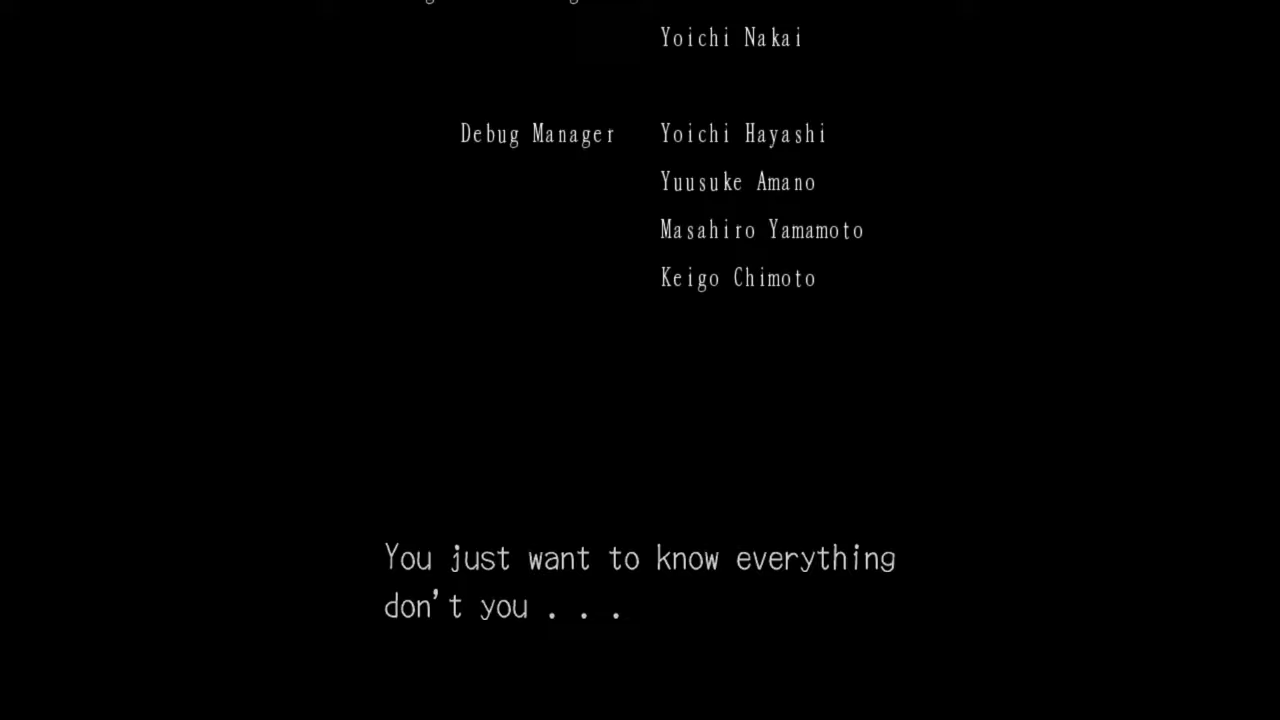 Yoichi Nakai
Debug Manager Yoichi Hayashi
Yuusuke Amano
Masahiro Yamamoto
Keigo Chimoto
You just want to know everything
don't you . . .